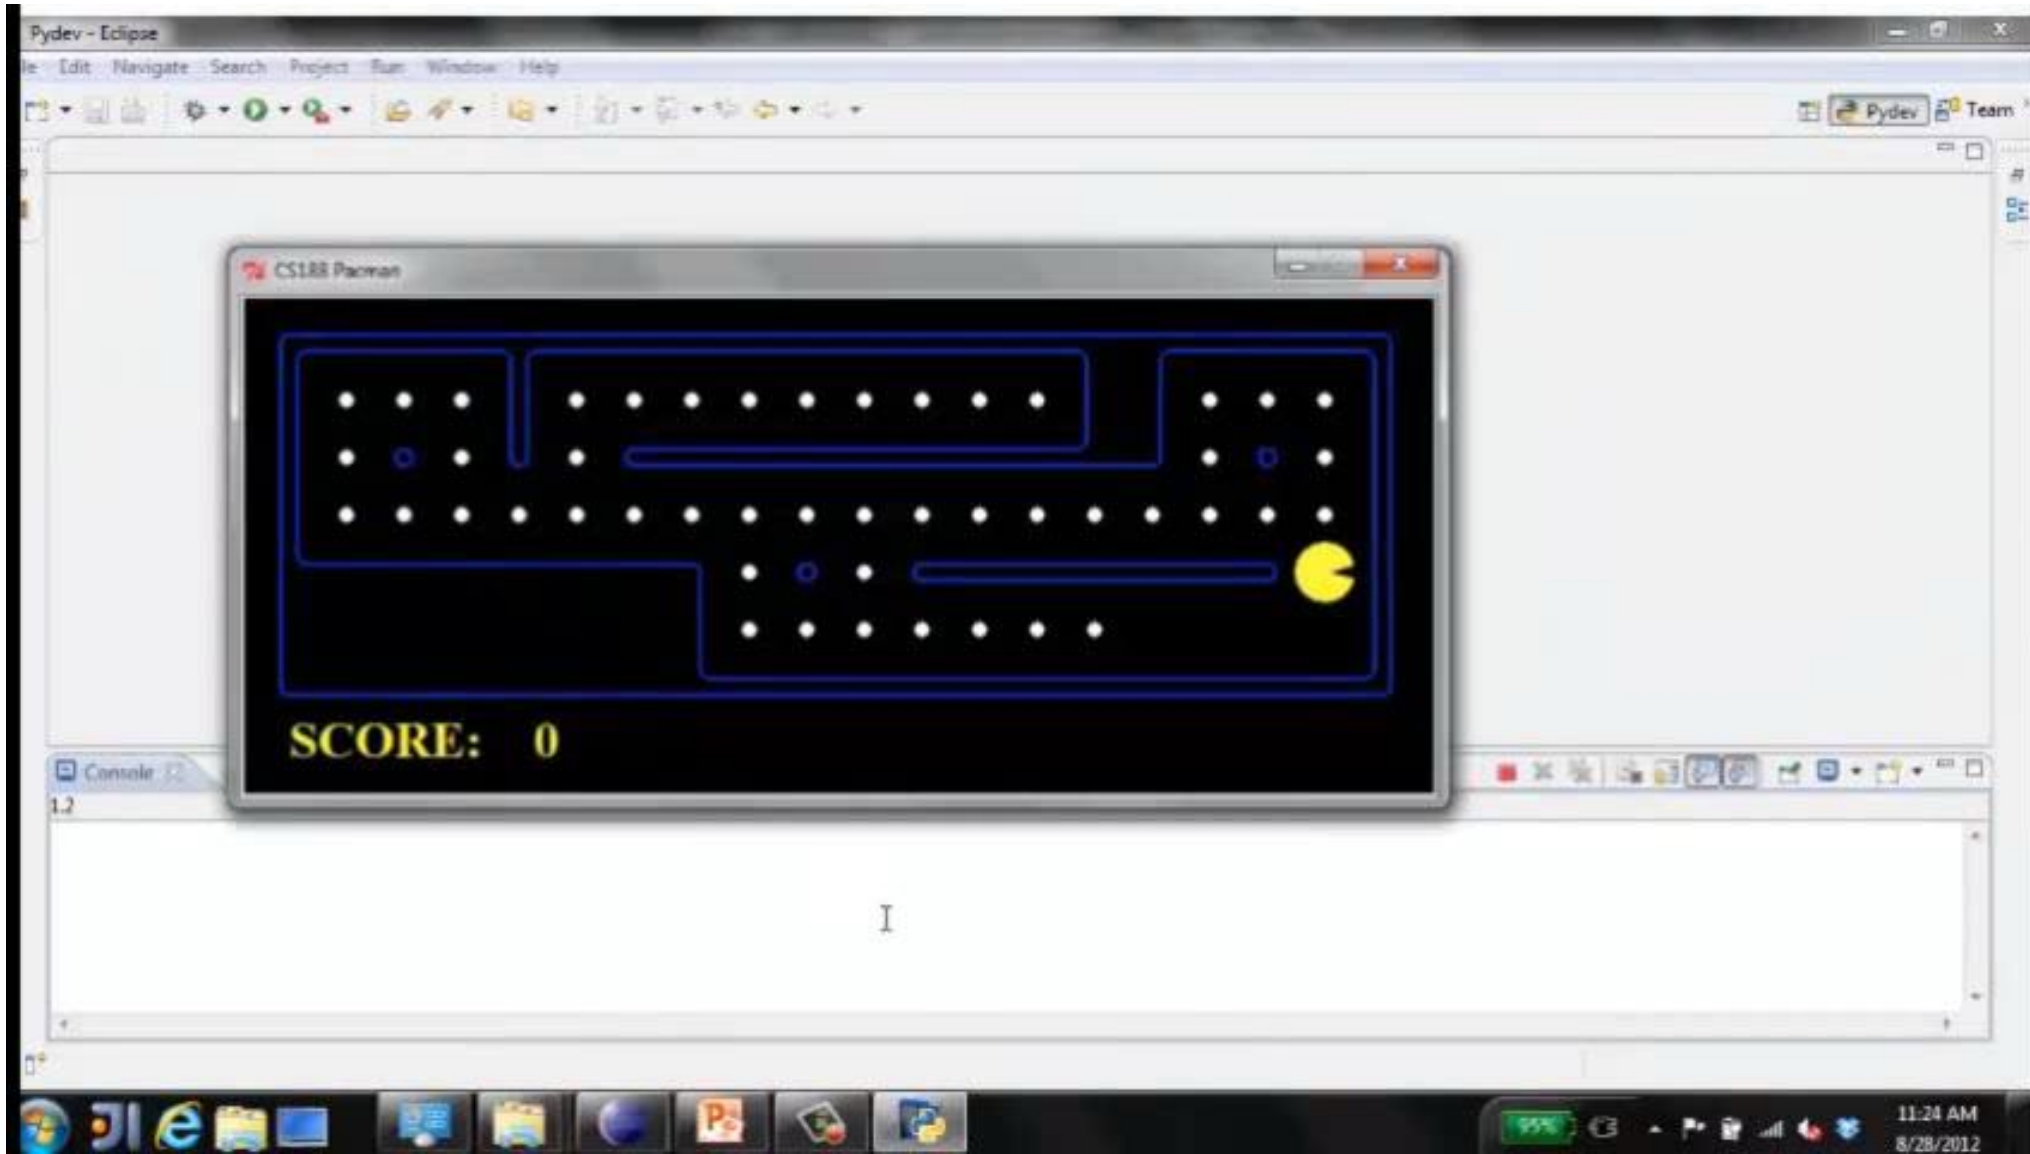 Pydev - Eclipse
Edit Navigate Search Project Run Window Help
Pydev Team
CS188 Pacman
SCORE: 0
Console
1.2
95%
11:24 AM
8/28/2012